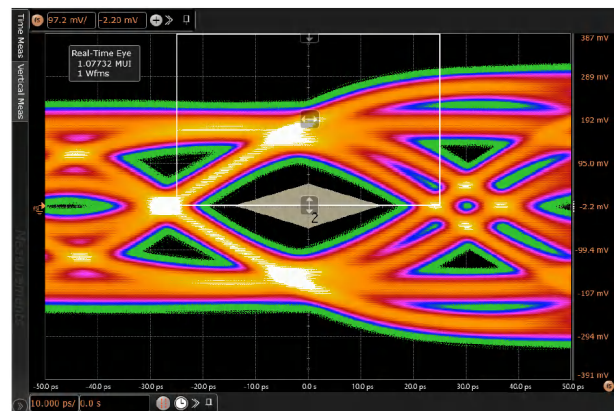 97.2 mV/
-2.20 mV
Time Meas
Vertical Meas
Real-Time Eye
1.07732 MUI
1 Wfms
387 mV
289 mV
192 mV
95.0 mV
-2.2 mV
-99.4 mV
-197 mV
-294 mV
-391 mV
2
Measurements
-50.0 ps
-40.0 ps
-30.0 ps
-20.0 ps
-10.0 ps
0.0 s
10.0 ps
20.0 ps
30.0 ps
40.0 ps
50.0 ps
10.000 ps/
0.0 s